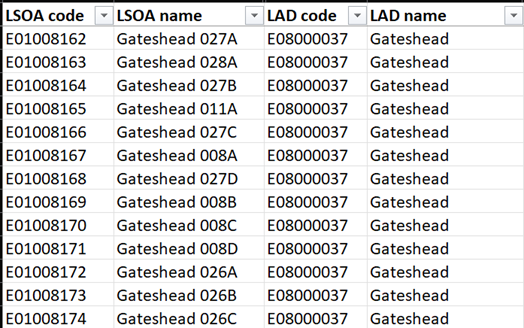 LSOA code LSOA name LAD code LAD name
E01008162 Gateshead 027A E08000037 Gateshead
E01008163 Gateshead 028A E08000037 Gateshead
E01008164 Gateshead 027B E08000037 Gateshead
E01008165 Gateshead 011A E08000037 Gateshead
E01008166 Gateshead 027C E08000037 Gateshead
E01008167 Gateshead 008A E08000037 Gateshead
E01008168 Gateshead 027D E08000037 Gateshead
E01008169 Gateshead 008B E08000037 Gateshead
E01008170 Gateshead 008C E08000037 Gateshead
E01008171 Gateshead 008D E08000037 Gateshead
E01008172 Gateshead 026A E08000037 Gateshead
E01008173 Gateshead 026B E08000037 Gateshead
E01008174 Gateshead 026C E08000037 Gateshead